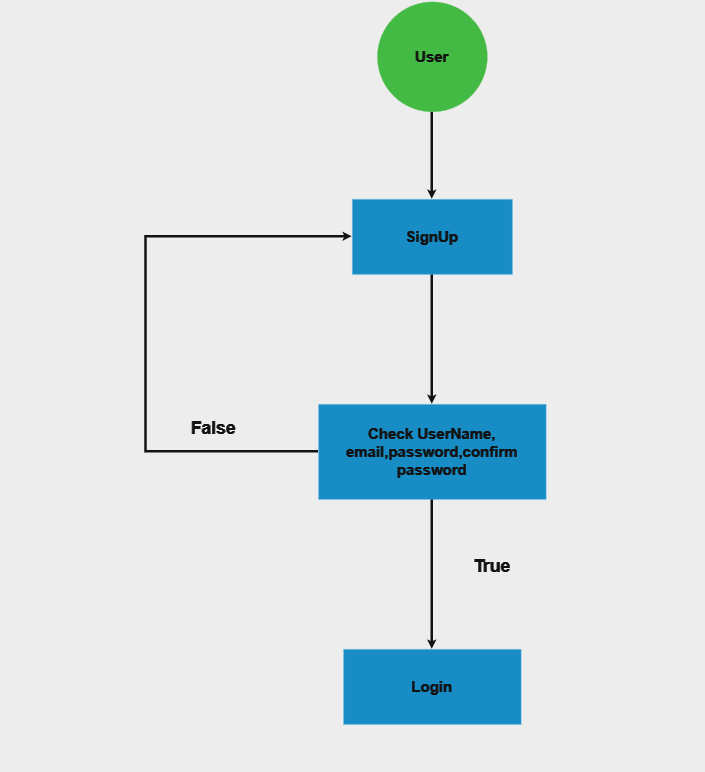 User
SignUp
Check UserName,
email,password,confirm
password
False
True
Login